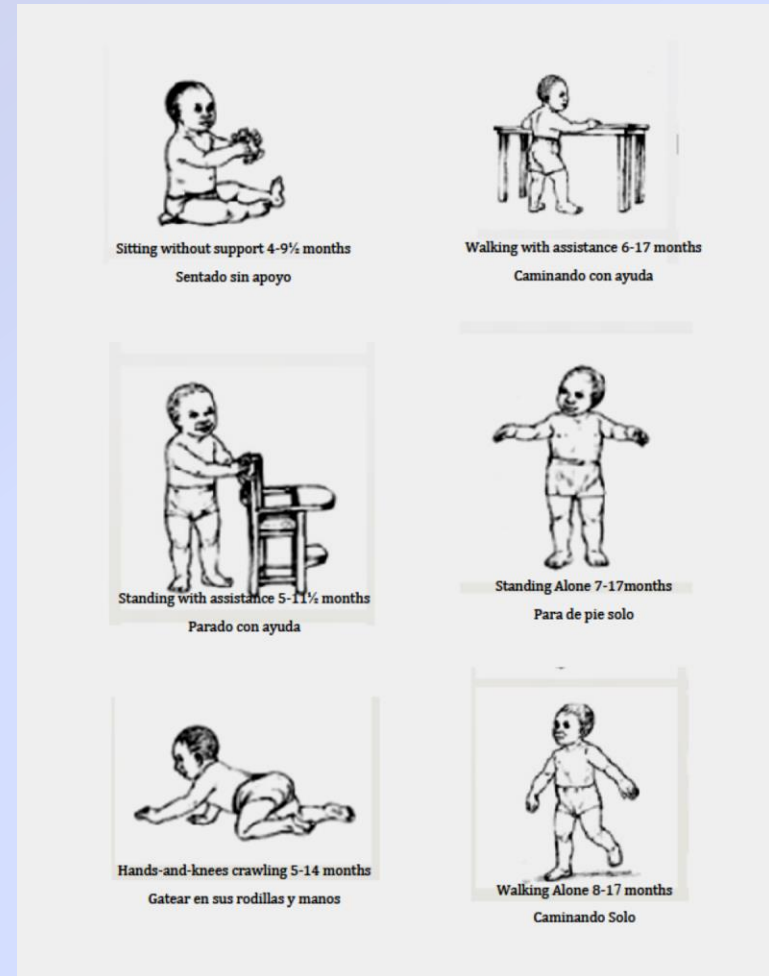 Sitting without support 4-9½ months
Sentado sin apoyo
Walking with assistance 6-17 months
Caminando con ayuda
Standing with assistance 5-11½ months
Parado con ayuda
Standing Alone 7-17months
Para de pie solo
Hands-and-knees crawling 5-14 months
Gatear en sus rodillas y manos
Walking Alone 8-17 months
Caminando Solo